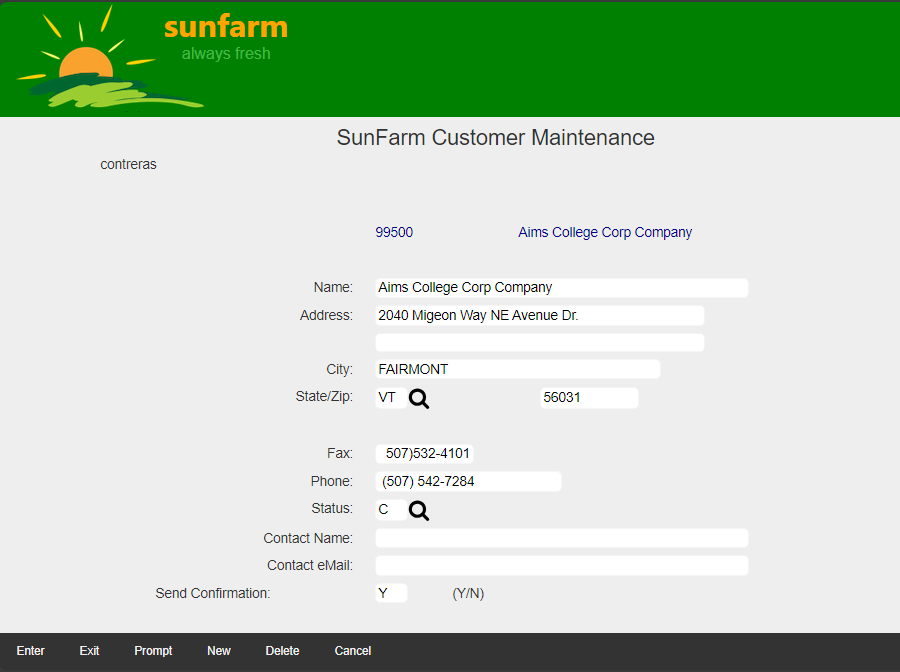 sunfarm
always fresh
SunFarm Customer Maintenance
contreras
99500 Aims College Corp Company
Name: Aims College Corp Company
Address: 2040 Migeon Way NE Avenue Dr.
City: FAIRMONT
State/Zip: VT 56031
Fax: 507)532-4101
Phone: (507) 542-7284
Status: C
Contact Name:
Contact eMail:
Send Confirmation: Y (Y/N)
Enter Exit Prompt New Delete Cancel